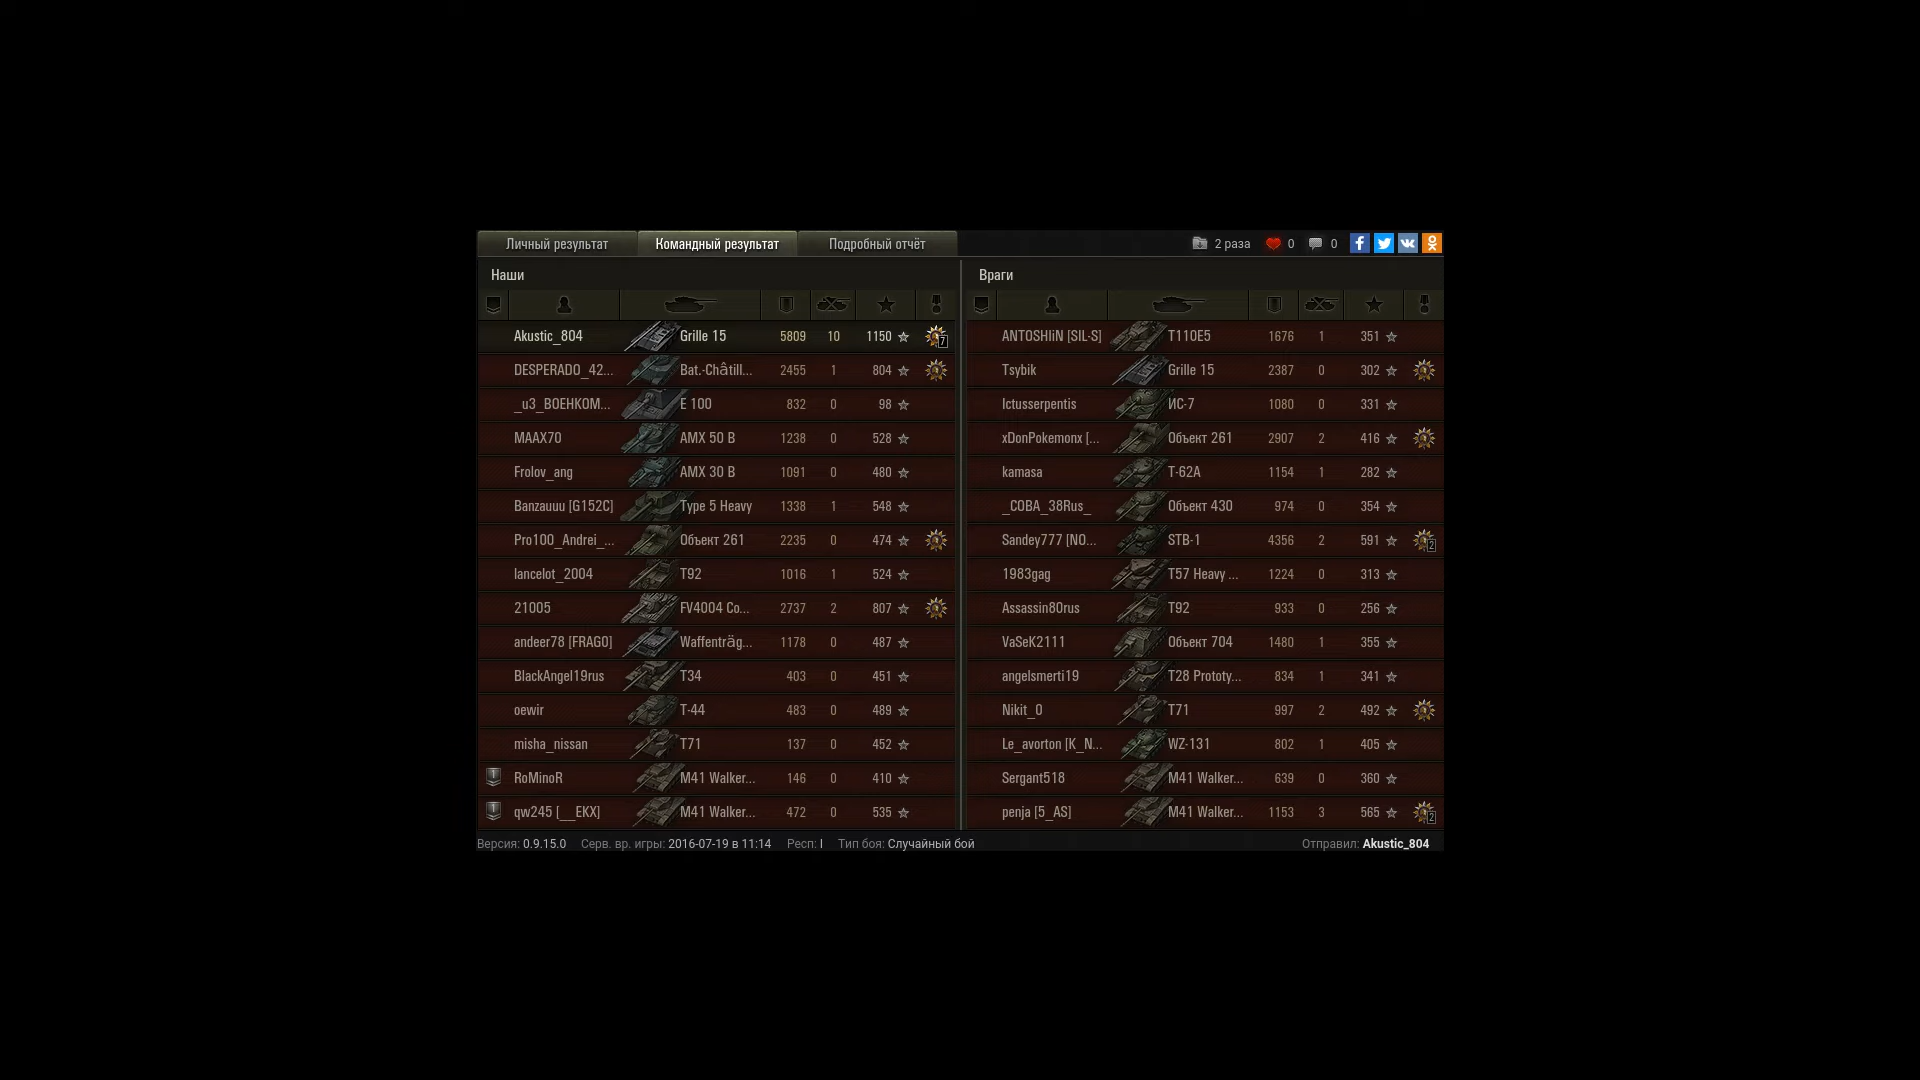 Личный результат Командный результат Подробный отчёт 2 раза 0 0
Наши Враги
Akustic_804 Grille 15 5809 10 1150 7 ANTOSHIiN [SIL-S] T110E5 1676 1 351
DESPERADO_42... Bat.-Châtill... 2455 1 804 Tsybik Grille 15 2387 0 302
_u3_BOEHKOM... E 100 832 0 98 Ictusserpentis ИС-7 1080 0 331
MAAX70 AMX 50 B 1238 0 528 xDonPokemonx [... Объект 261 2907 2 416
Frolov_ang AMX 30 B 1091 0 480 kamasa Т-62А 1154 1 282
Banzauuu [G152C] Type 5 Heavy 1338 1 548 _COBA_38Rus_ Объект 430 974 0 354
Pro100_Andrei_... Объект 261 2235 0 474 Sandey777 [NO... STB-1 4356 2 591 2
lancelot_2004 T92 1016 1 524 1983gag T57 Heavy ... 1224 0 313
21005 FV4004 Co... 2737 2 807 Assassin80rus T92 933 0 256
andeer78 [FRAGO] Waffenträg... 1178 0 487 VaSeK2111 Объект 704 1480 1 355
BlackAngel19rus T34 403 0 451 angelsmerti19 T28 Prototy... 834 1 341
oewir Т-44 483 0 489 Nikit_O T71 997 2 492
misha_nissan T71 137 0 452 Le_avorton [K_N... WZ-131 802 1 405
RoMinoR M41 Walker... 146 0 410 Sergant518 M41 Walker... 639 0 360
qw245 [__EKX] M41 Walker... 472 0 535 penja [5_AS] M41 Walker... 1153 3 565 2
Версия: 0.9.15.0 Серв. вр. игры: 2016-07-19 в 11:14 Респ: I Тип боя: Случайный бой Отправил: Akustic_804